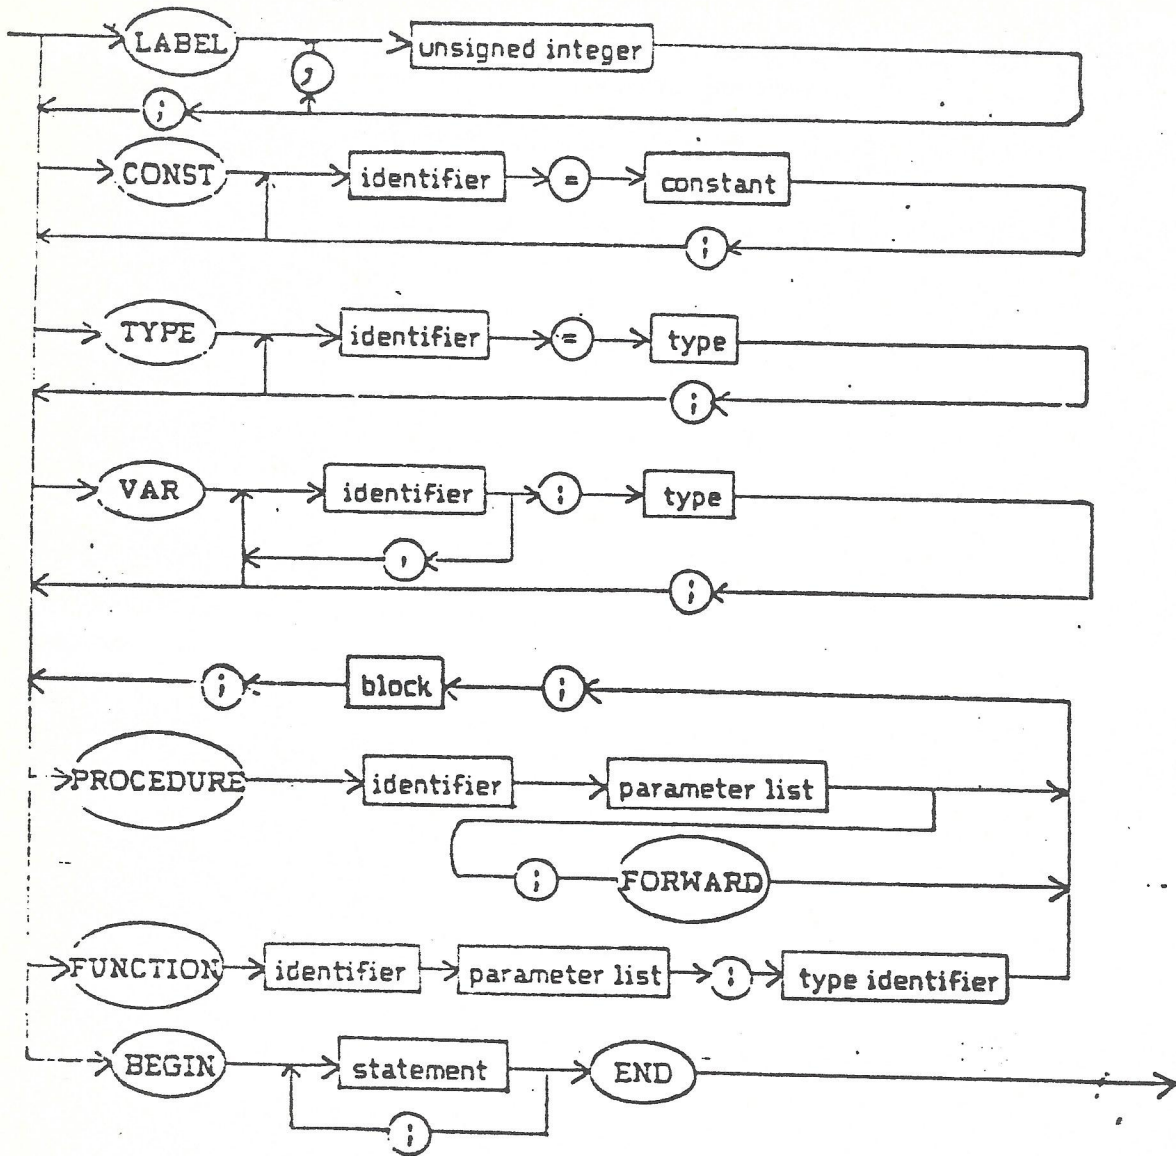 LABEL , unsigned integer
;
CONST identifier = constant
;
TYPE identifier = type
;
VAR identifier : type
,
;
; block ;
PROCEDURE identifier parameter list
; FORWARD
FUNCTION identifier parameter list : type identifier
BEGIN statement END
;